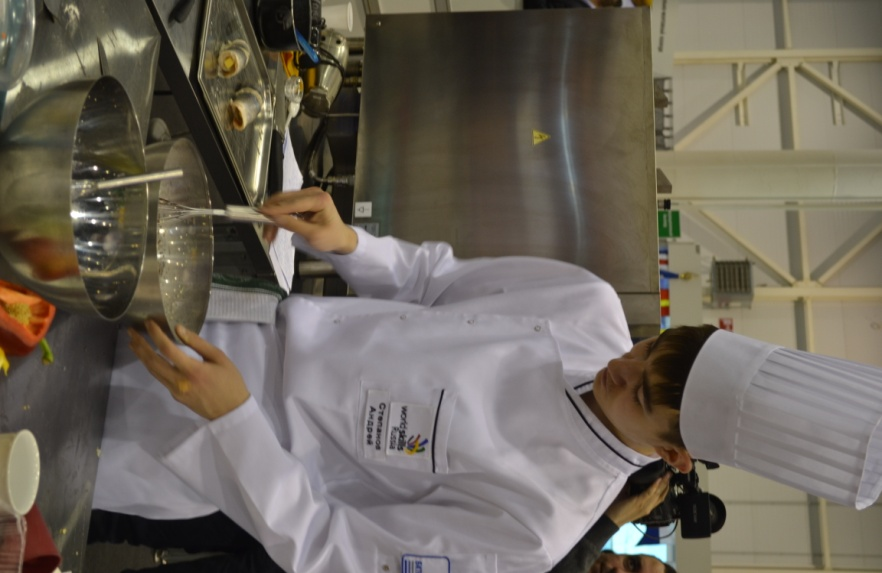 worldskills
Russia
Степанов
Андрей